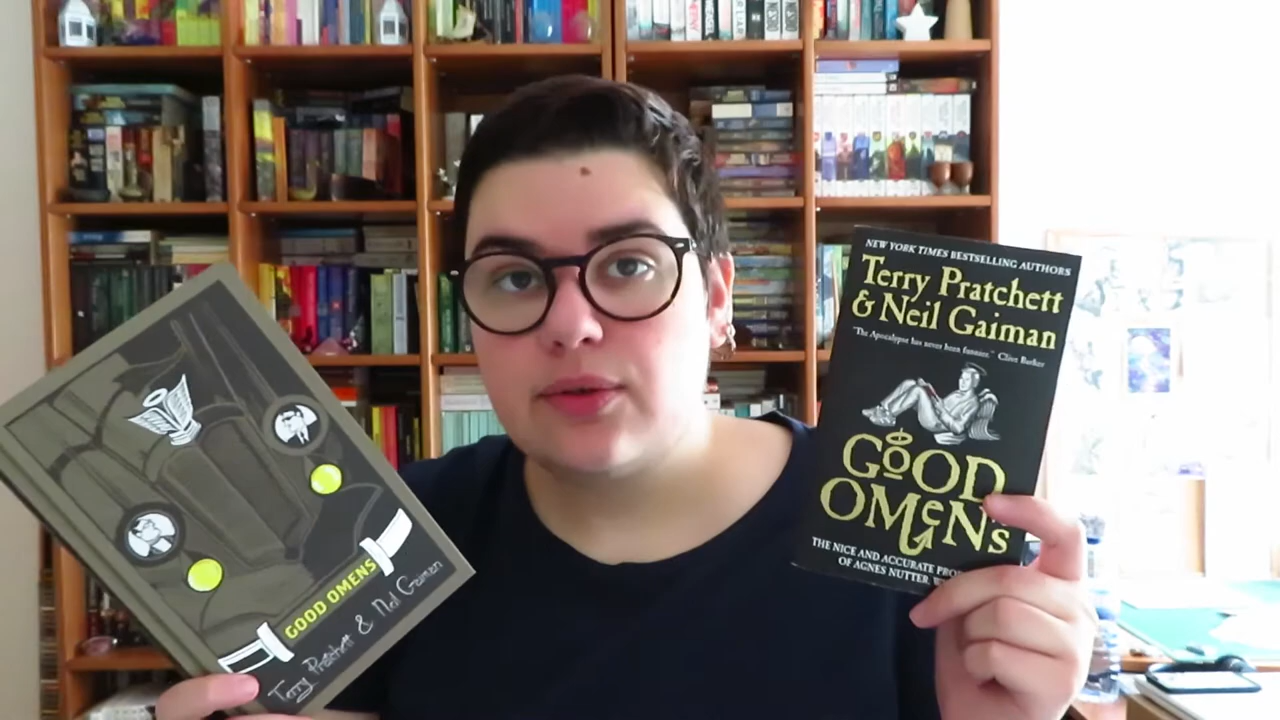 GOOD OMENS
Terry Pratchett & Neil Gaiman
NEW YORK TIMES BESTSELLING AUTHORS
Terry Pratchett
& Neil Gaiman
"The Apocalypse has never been funnier." Clive Barker
GOOD
OMENS
THE NICE AND ACCURATE
OF AGNES NUTTER,